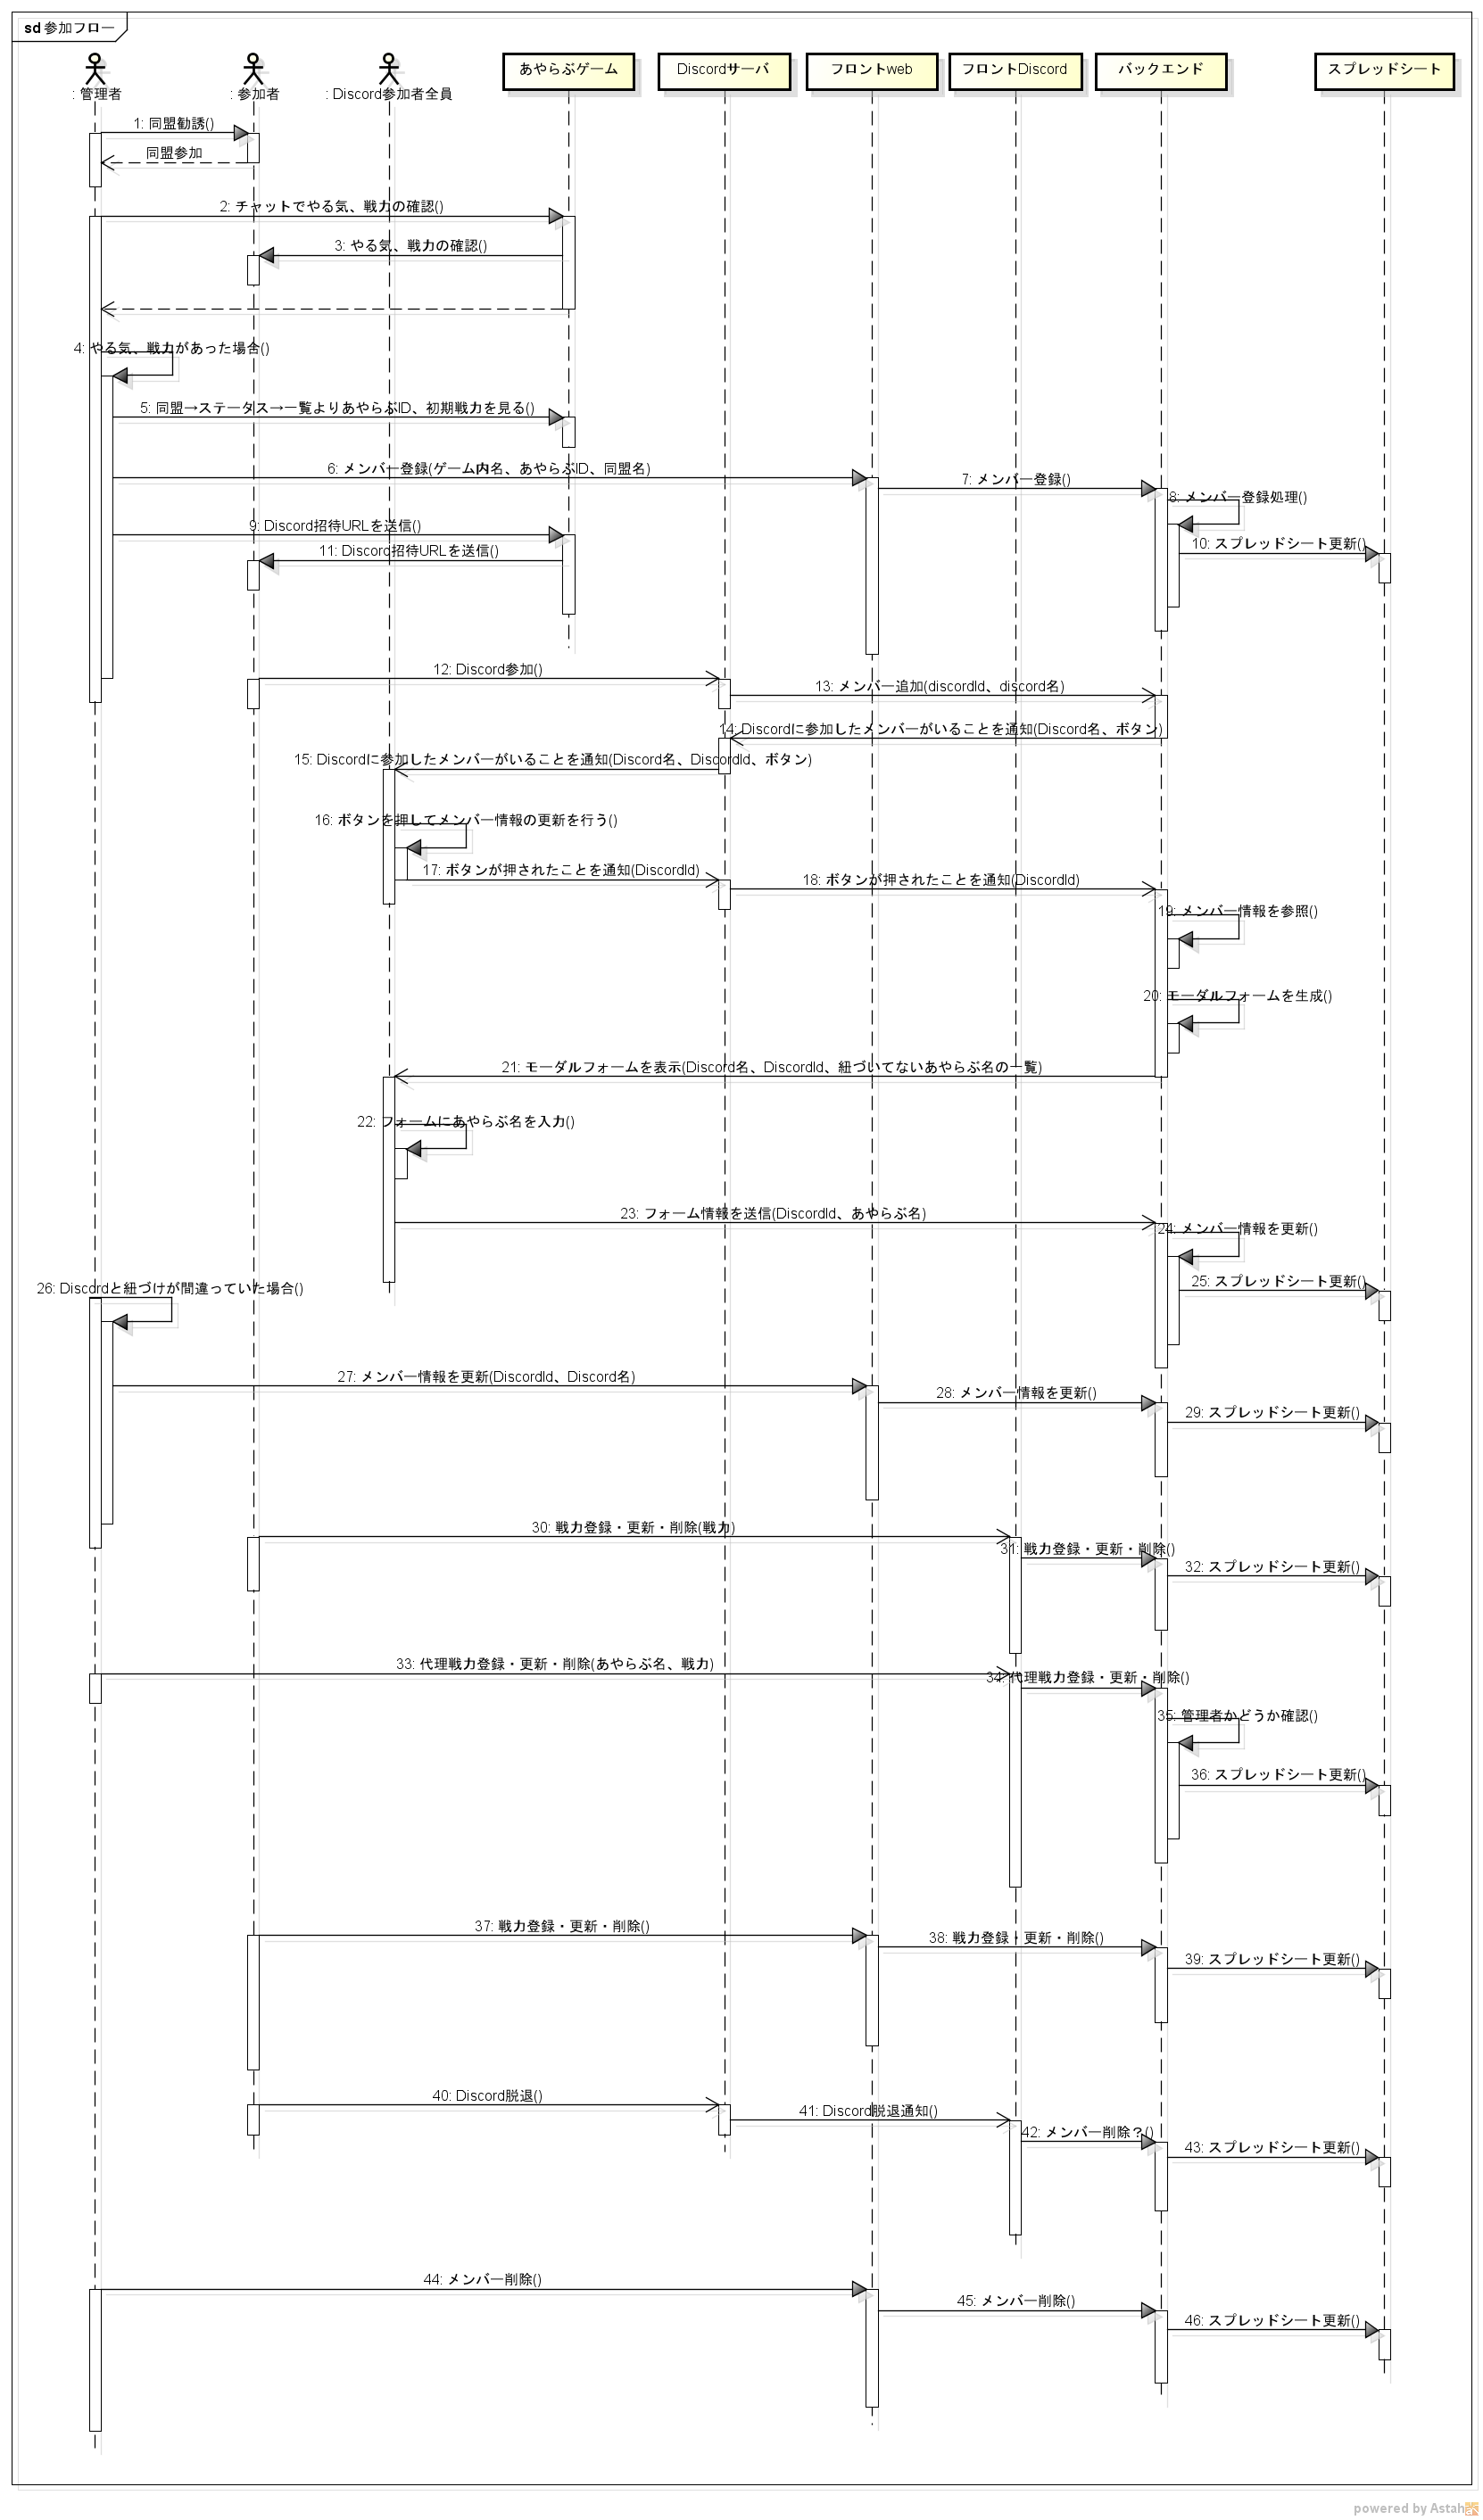 sd 参加フロー
: 管理者
: 参加者
: Discord参加者全員
あやらぶゲーム
Discordサーバ
フロントweb
フロントDiscord
バックエンド
スプレッドシート
1: 同盟勧誘()
同盟参加
2: チャットでやる気、戦力の確認()
3: やる気、戦力の確認()
4: やる気、戦力があった場合()
5: 同盟→ステータス→一覧よりあやらぶID、初期戦力を見る()
6: メンバー登録(ゲーム内名、あやらぶID、同盟名)
7: メンバー登録()
8: メンバー登録処理()
9: Discord招待URLを送信()
10: スプレッドシート更新()
11: Discord招待URLを送信()
12: Discord参加()
13: メンバー追加(discordId、discord名)
14: Discordに参加したメンバーがいることを通知(Discord名、ボタン)
15: Discordに参加したメンバーがいることを通知(Discord名、DiscordId、ボタン)
16: ボタンを押してメンバー情報の更新を行う()
17: ボタンが押されたことを通知(DiscordId)
18: ボタンが押されたことを通知(DiscordId)
19: メンバー情報を参照()
20: モーダルフォームを生成()
21: モーダルフォームを表示(Discord名、DiscordId、紐づいてないあやらぶ名の一覧)
22: フォームにあやらぶ名を入力()
23: フォーム情報を送信(DiscordId、あやらぶ名)
24: メンバー情報を更新()
25: スプレッドシート更新()
26: Discordと紐づけが間違っていた場合()
27: メンバー情報を更新(DiscordId、Discord名)
28: メンバー情報を更新()
29: スプレッドシート更新()
30: 戦力登録・更新・削除(戦力)
31: 戦力登録・更新・削除()
32: スプレッドシート更新()
33: 代理戦力登録・更新・削除(あやらぶ名、戦力)
34: 代理戦力登録・更新・削除()
35: 管理者かどうか確認()
36: スプレッドシート更新()
37: 戦力登録・更新・削除()
38: 戦力登録・更新・削除()
39: スプレッドシート更新()
40: Discord脱退()
41: Discord脱退通知()
42: メンバー削除？()
43: スプレッドシート更新()
44: メンバー削除()
45: メンバー削除()
46: スプレッドシート更新()
powered by Astah